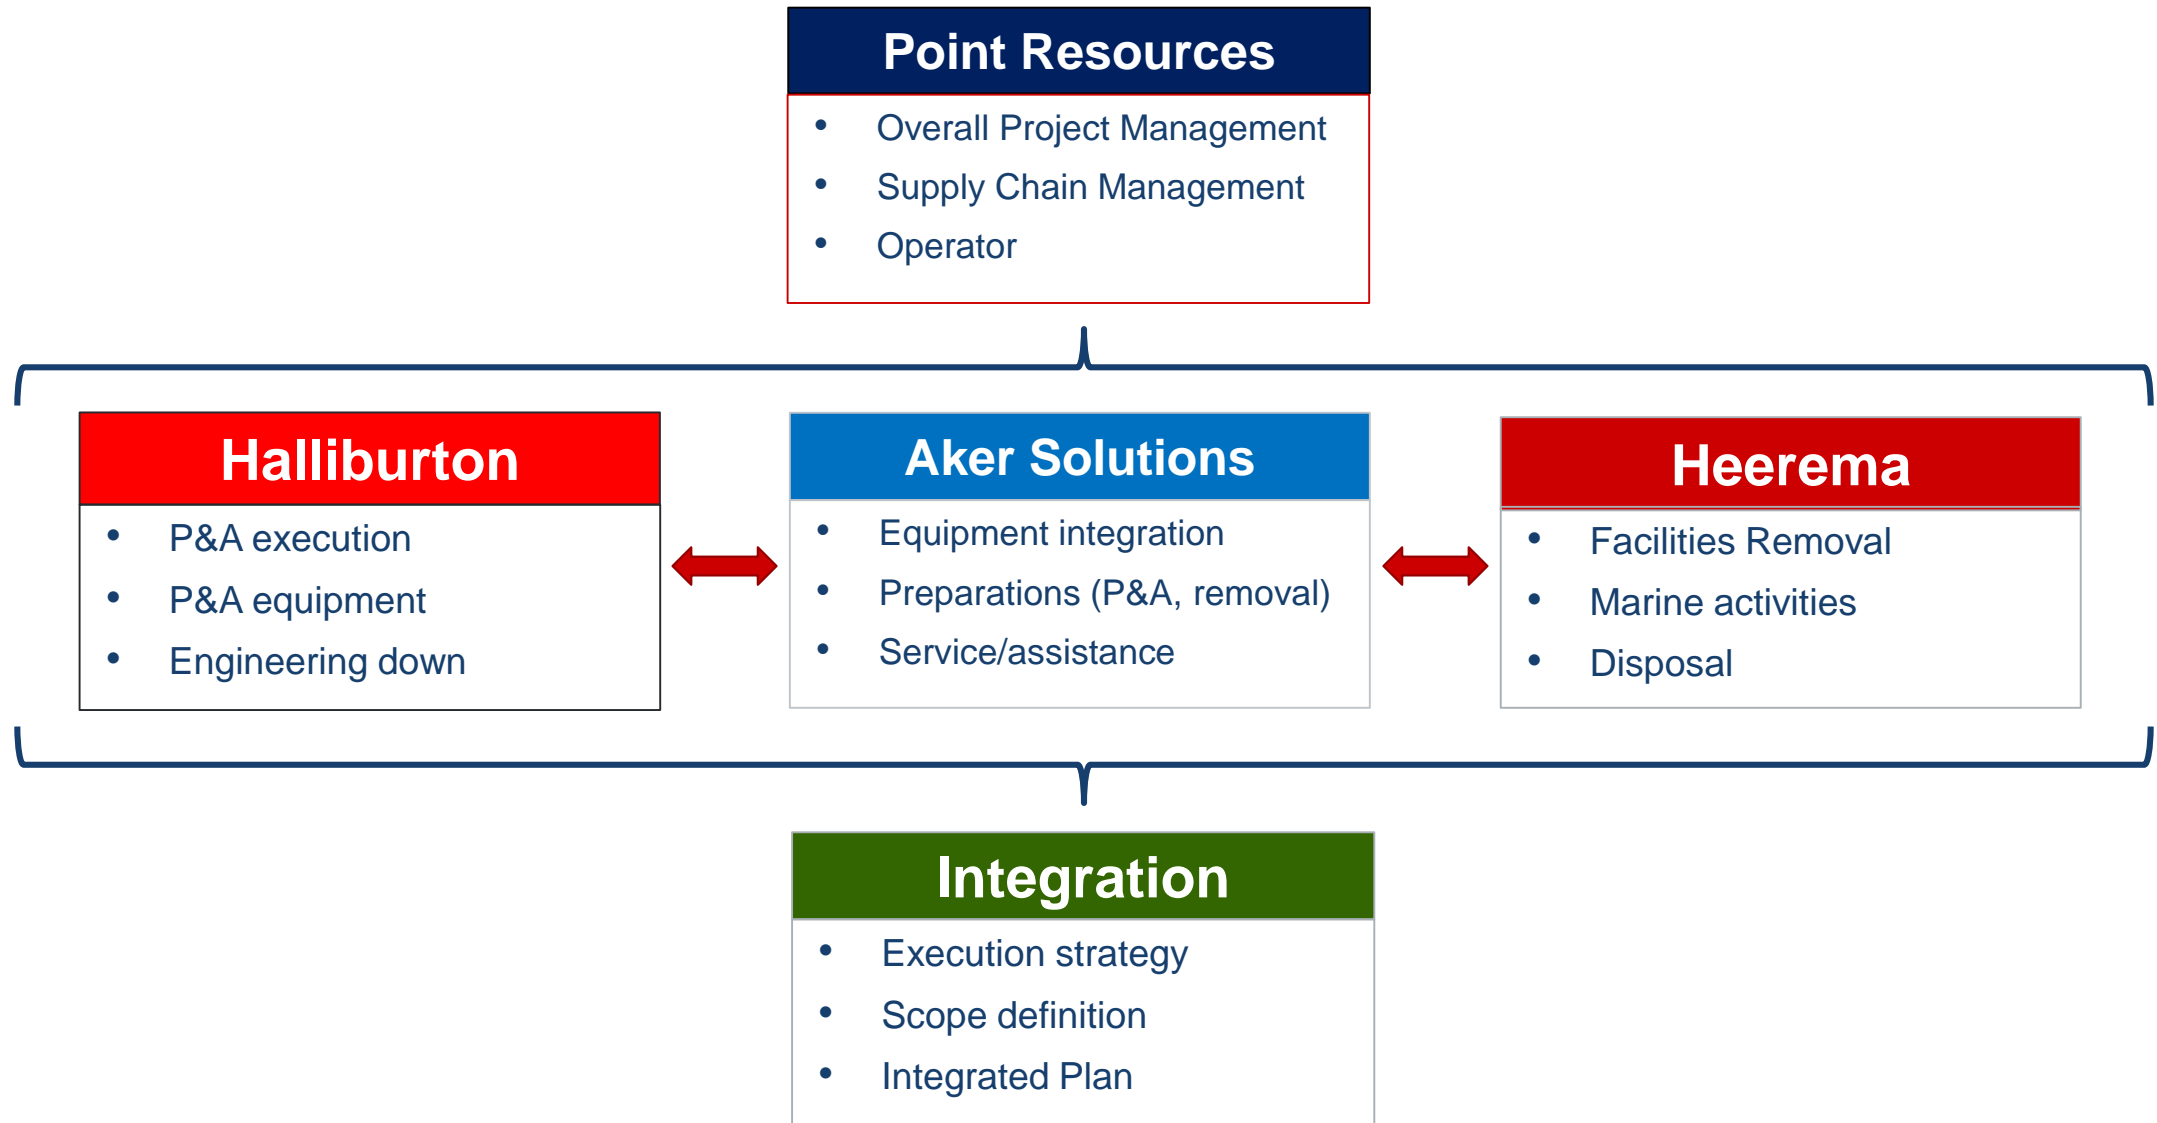 Point Resources
• Overall Project Management
• Supply Chain Management
• Operator
Halliburton
• P&A execution
• P&A equipment
• Engineering down
Aker Solutions
• Equipment integration
• Preparations (P&A, removal)
• Service/assistance
Heerema
• Facilities Removal
• Marine activities
• Disposal
Integration
• Execution strategy
• Scope definition
• Integrated Plan